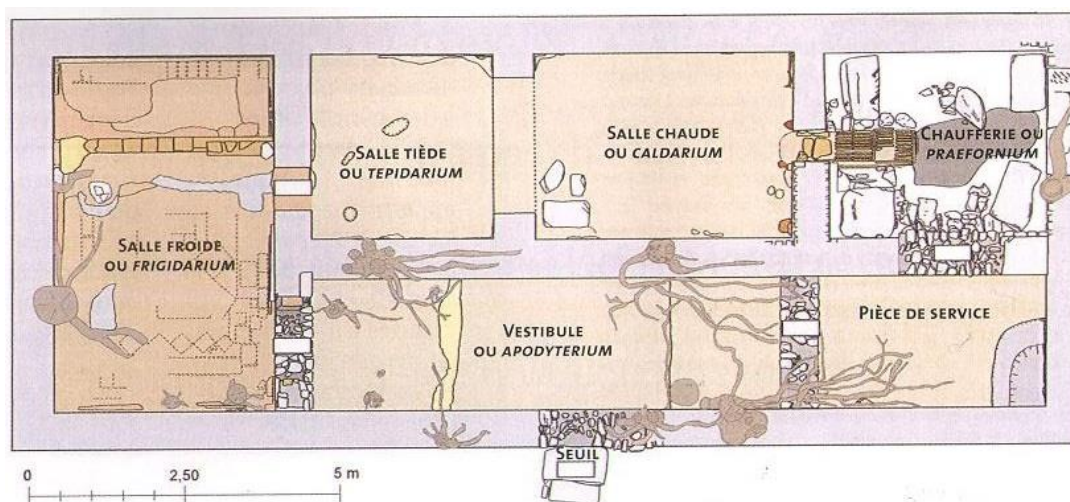 SALLE TIÈDE
OU TEPIDARIUM
SALLE CHAUDE
OU CALDARIUM
CHAUFFERIE OU
PRAEFORNIUM
SALLE FROIDE
OU FRIGIDARIUM
VESTIBULE
OU APODYTERIUM
PIÈCE DE SERVICE
SEUIL
0 2,50 5 m